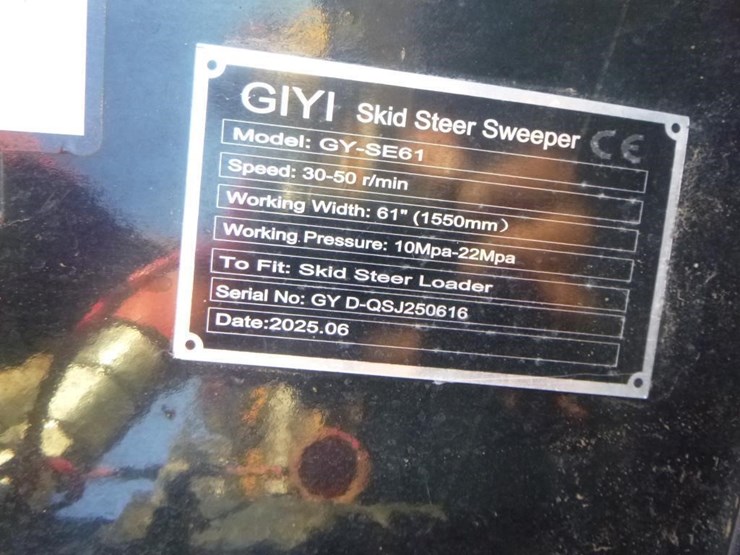 GIYI Skid Steer Sweeper CE
Model: GY-SE61
Speed: 30-50 r/min
Working Width: 61" (1550mm)
Working Pressure: 10Mpa-22Mpa
To Fit: Skid Steer Loader
Serial No: GY D-QSJ250616
Date:2025.06